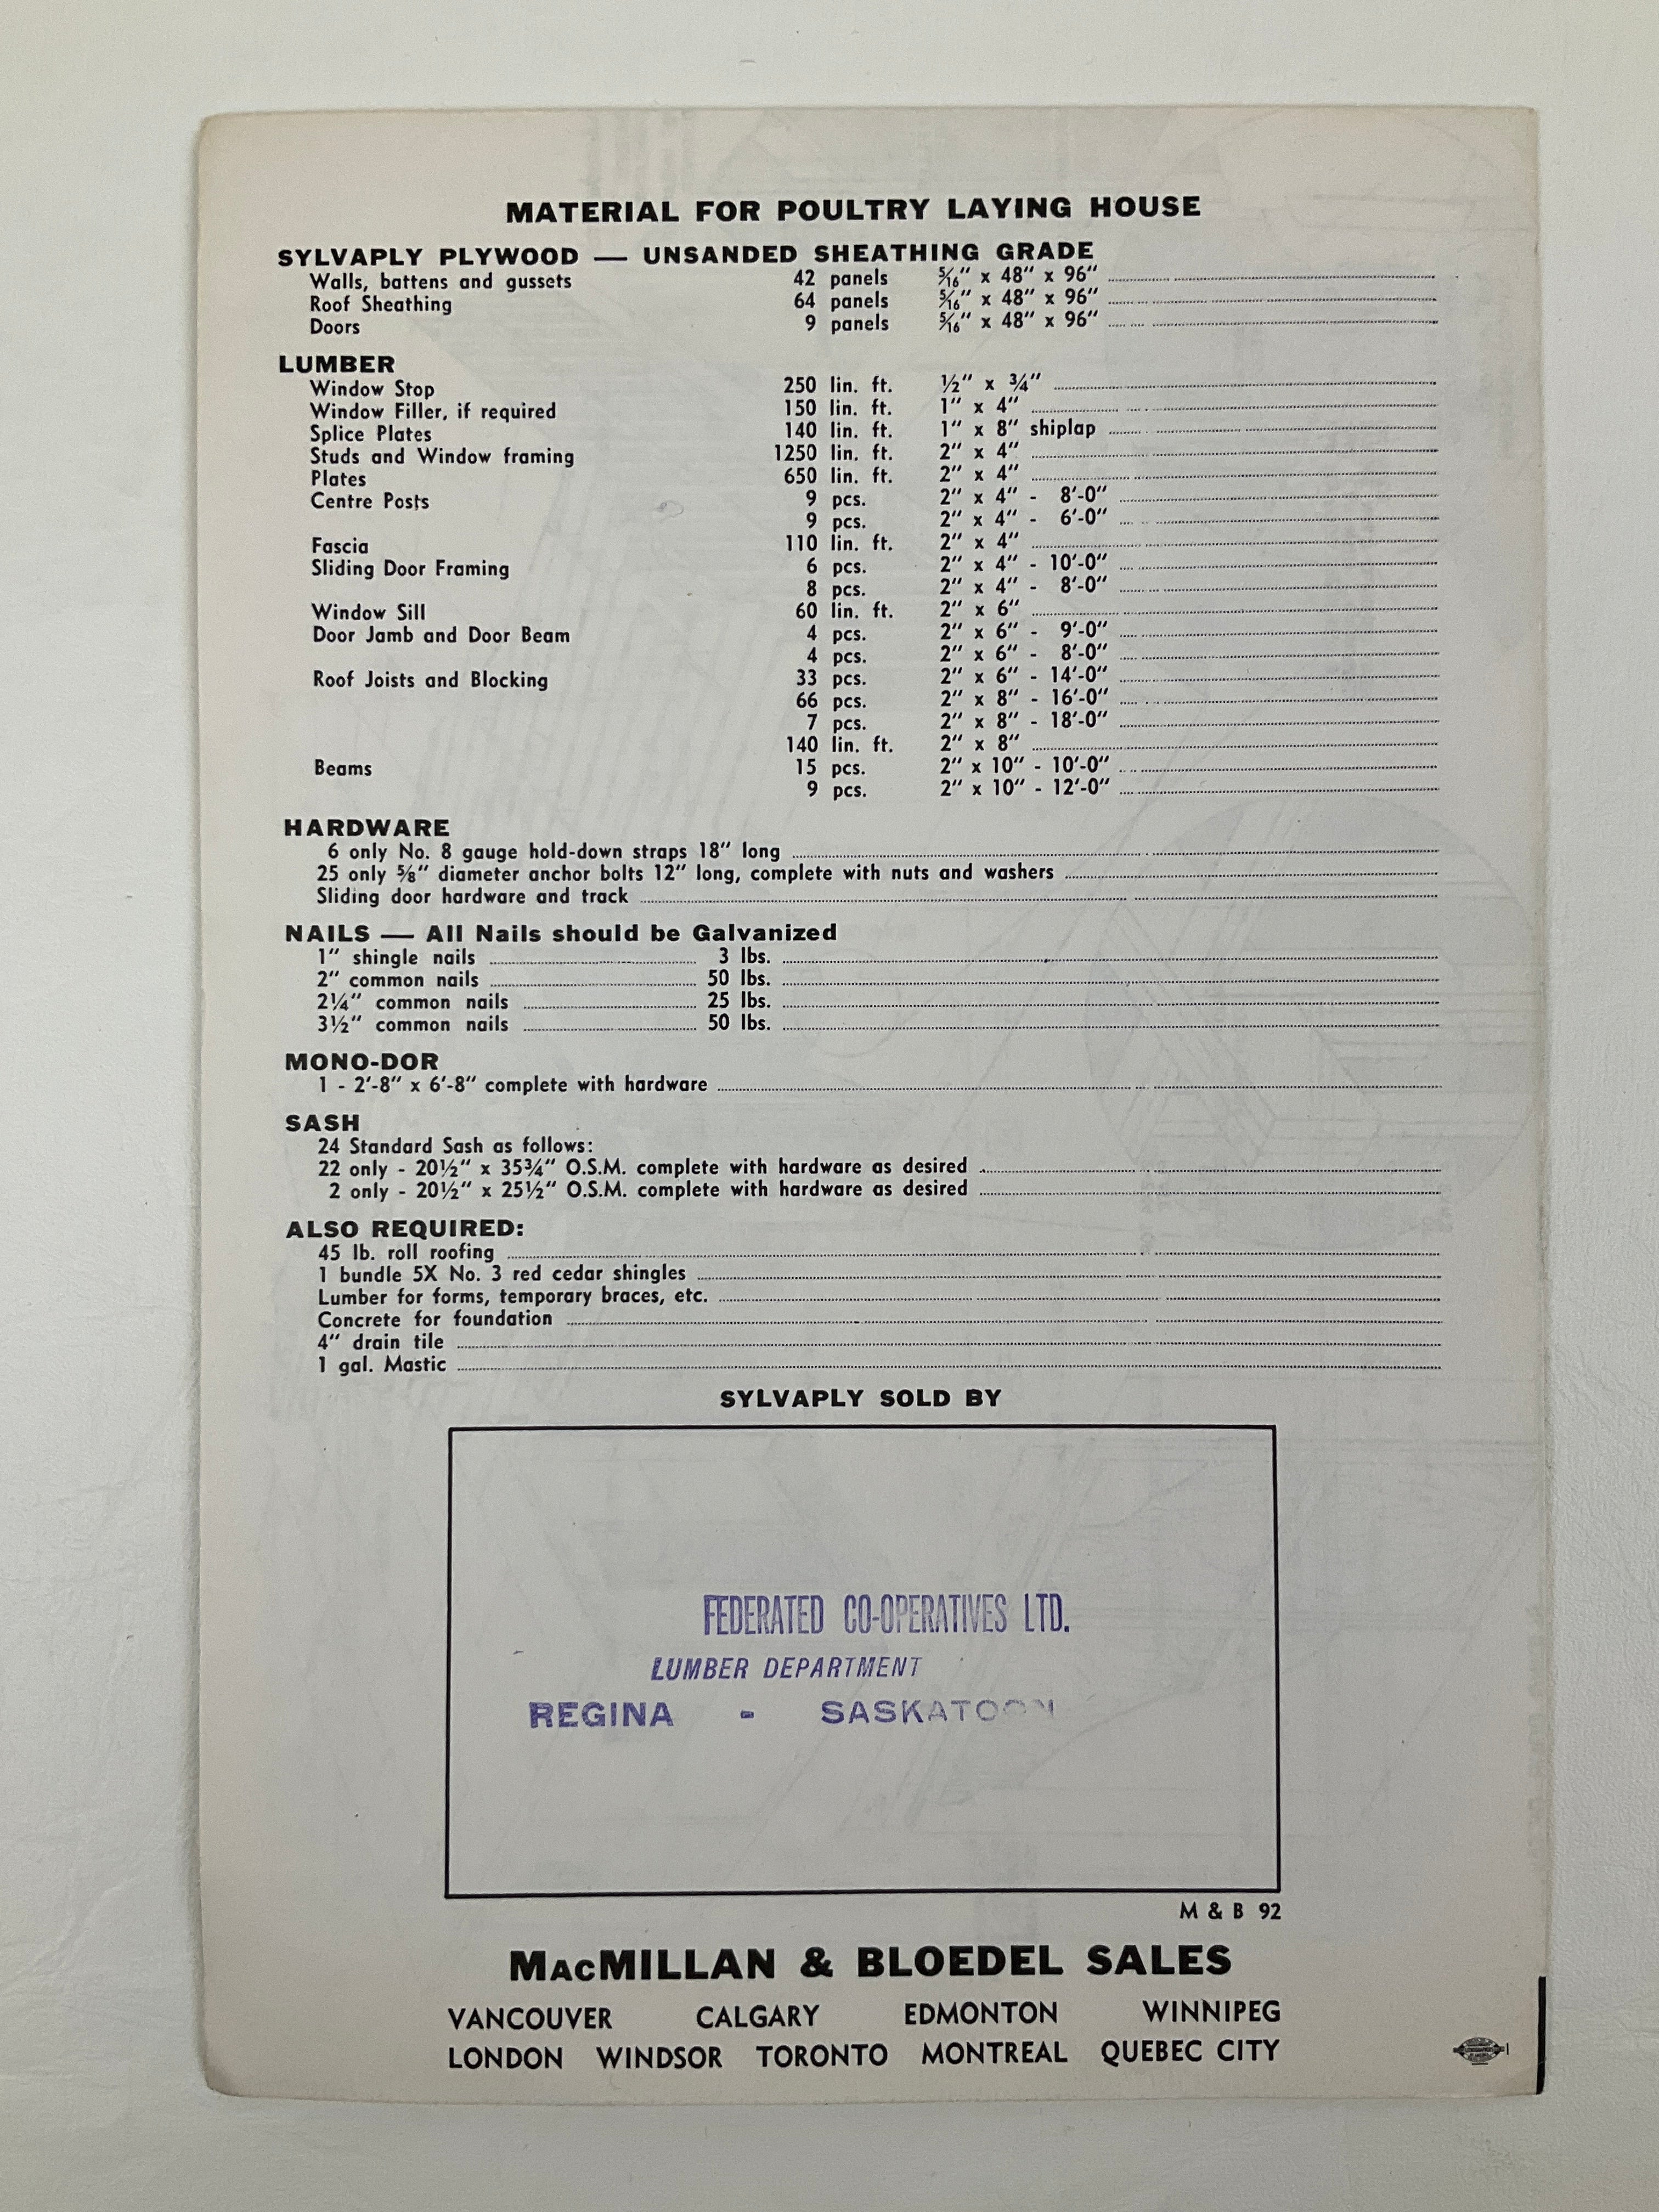 MATERIAL FOR POULTRY LAYING HOUSE
SYLVAPLY PLYWOOD — UNSANDED SHEATHING GRADE
Walls, battens and gussets 42 panels 5/16" x 48" x 96"
Roof Sheathing 64 panels 5/16" x 48" x 96"
Doors 9 panels 5/16" x 48" x 96"
LUMBER
Window Stop 250 lin. ft. ½" x ¾"
Window Filler, if required 150 lin. ft. 1" x 4"
Splice Plates 140 lin. ft. 1" x 8" shiplap
Studs and Window framing 1250 lin. ft. 2" x 4"
Plates 650 lin. ft. 2" x 4"
Centre Posts 9 pcs. 2" x 4" - 8'-0"
9 pcs. 2" x 4" - 6'-0"
Fascia 110 lin. ft. 2" x 4"
Sliding Door Framing 6 pcs. 2" x 4" - 10'-0"
8 pcs. 2" x 4" - 8'-0"
Window Sill 60 lin. ft. 2" x 6"
Door Jamb and Door Beam 4 pcs. 2" x 6" - 9'-0"
4 pcs. 2" x 6" - 8'-0"
Roof Joists and Blocking 33 pcs. 2" x 6" - 14'-0"
66 pcs. 2" x 8" - 16'-0"
7 pcs. 2" x 8" - 18'-0"
140 lin. ft. 2" x 8"
Beams 15 pcs. 2" x 10" - 10'-0"
9 pcs. 2" x 10" - 12'-0"
HARDWARE
6 only No. 8 gauge hold-down straps 18" long
25 only ⅝" diameter anchor bolts 12" long, complete with nuts and washers
Sliding door hardware and track
NAILS — All Nails should be Galvanized
1" shingle nails 3 lbs.
2" common nails 50 lbs.
2¼" common nails 25 lbs.
3½" common nails 50 lbs.
MONO-DOR
1 - 2'-8" x 6'-8" complete with hardware
SASH
24 Standard Sash as follows:
22 only - 20½" x 35¾" O.S.M. complete with hardware as desired
2 only - 20½" x 25½" O.S.M. complete with hardware as desired
ALSO REQUIRED:
45 lb. roll roofing
1 bundle 5X No. 3 red cedar shingles
Lumber for forms, temporary braces, etc.
Concrete for foundation
4" drain tile
1 gal. Mastic
SYLVAPLY SOLD BY
FEDERATED CO-OPERATIVES LTD.
LUMBER DEPARTMENT
REGINA - SASKATOON
M & B 92
MACMILLAN & BLOEDEL SALES
VANCOUVER CALGARY EDMONTON WINNIPEG
LONDON WINDSOR TORONTO MONTREAL QUEBEC CITY